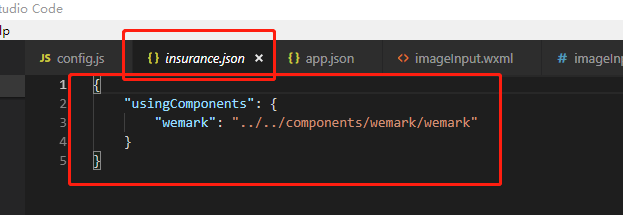 tudio Code
lp
JS config.js {} insurance.json × {} app.json <> imageInput.wxml # imageIn
1 {
2 "usingComponents": {
3 "wemark": "../../components/wemark/wemark"
4 }
5 }